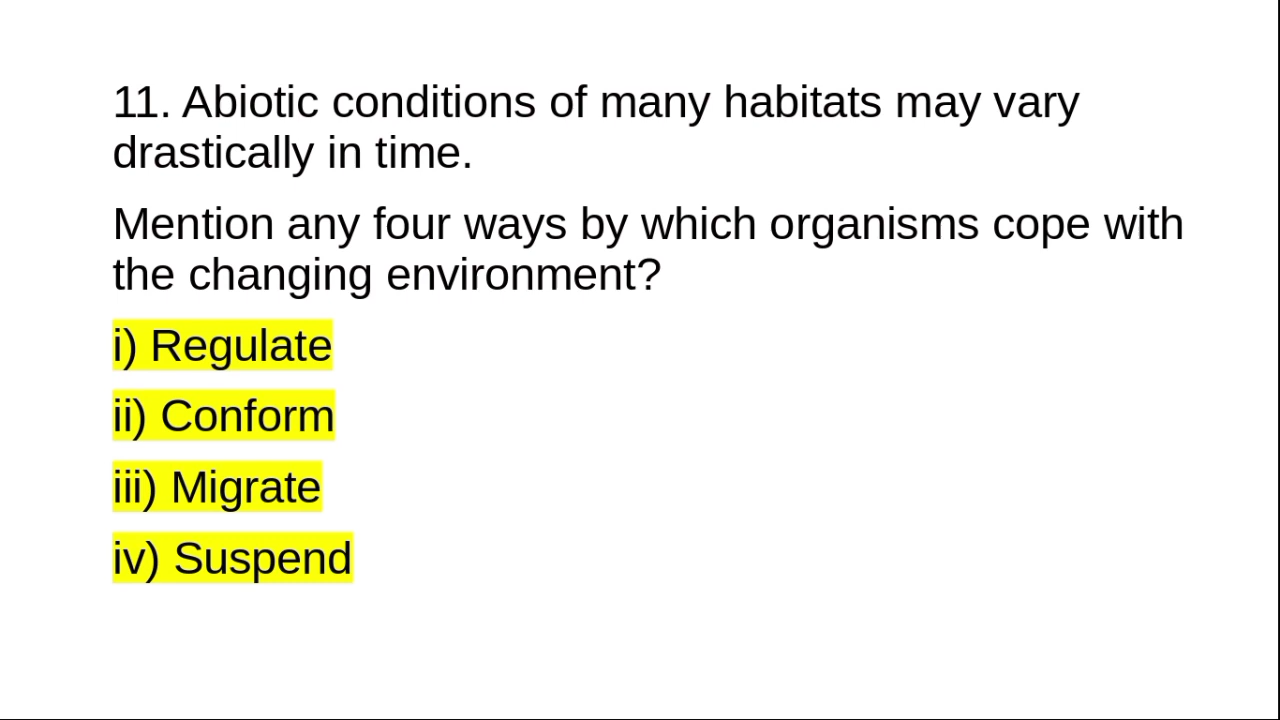 11. Abiotic conditions of many habitats may vary
drastically in time.
Mention any four ways by which organisms cope with
the changing environment?
i) Regulate
ii) Conform
iii) Migrate
iv) Suspend